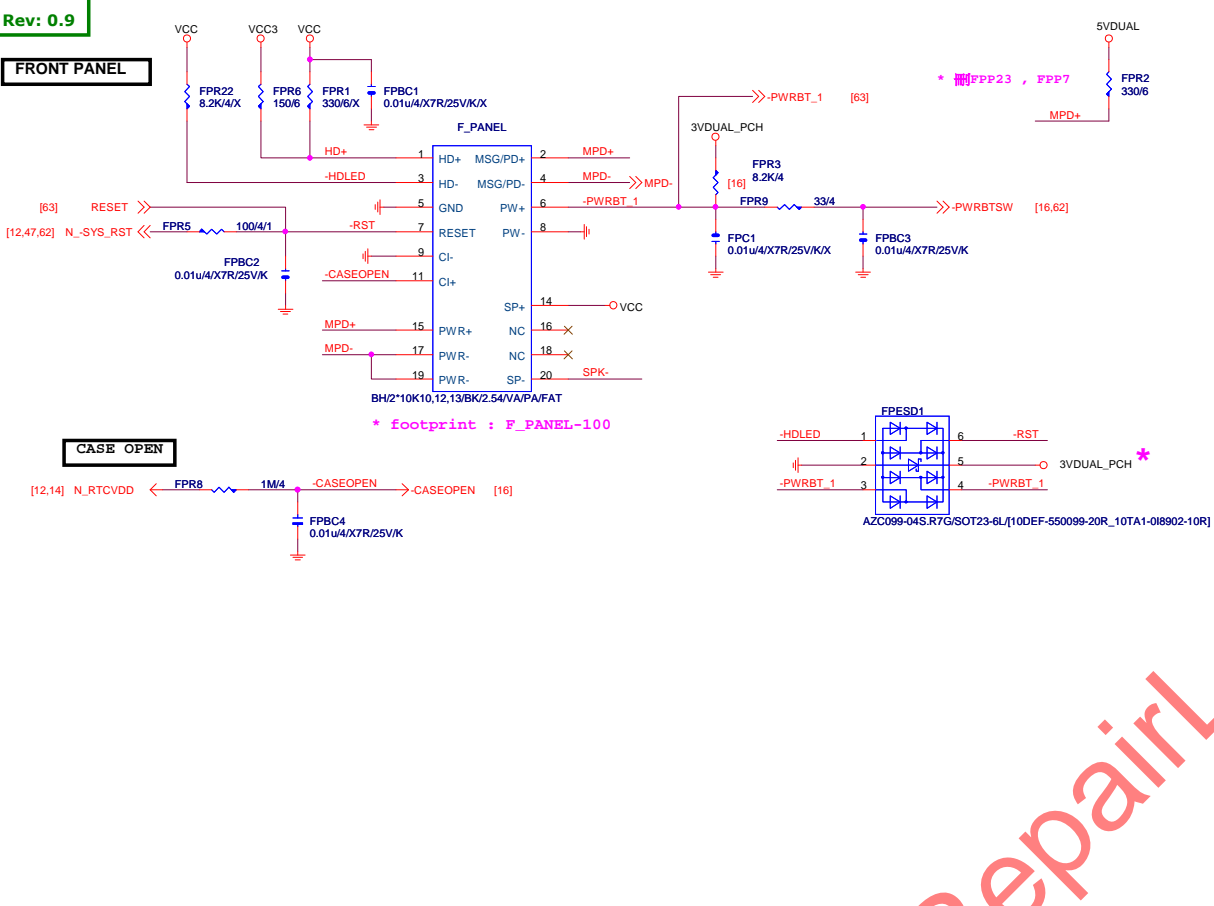 Rev: 0.9
FRONT PANEL
VCC
VCC3
VCC
5VDUAL
FPR22
8.2K/4/X
FPR6
150/6
FPR1
330/6/X
FPBC1
0.01u/4/X7R/25V/K/X
* FPP23 , FPP7
FPR2
330/6
MPD+
-PWRBT_1 [63]
3VDUAL_PCH
FPR3
8.2K/4
[16]
F_PANEL
HD+ 1 HD+ MSG/PD+ 2 MPD+
-HDLED 3 HD- MSG/PD- 4 MPD- MPD-
5 GND PW+ 6 -PWRBT_1
FPR9 33/4 -PWRBTSW [16,62]
[63] RESET
[12,47,62] N_-SYS_RST FPR5 100/4/1 -RST 7 RESET PW- 8
FPC1
0.01u/4/X7R/25V/K/X
FPBC3
0.01u/4/X7R/25V/K
9 CI-
FPBC2
0.01u/4/X7R/25V/K
-CASEOPEN 11 CI+
SP+ 14 VCC
MPD+ 15 PWR+ NC 16
MPD- 17 PWR- NC 18
19 PWR- SP- 20 SPK-
BH/2*10K10,12,13/BK/2.54/VA/PA/FAT
* footprint : F_PANEL-100
CASE OPEN
[12,14] N_RTCVDD FPR8 1M/4 -CASEOPEN -CASEOPEN [16]
FPBC4
0.01u/4/X7R/25V/K
FPESD1
-HDLED 1 6 -RST
2 5 3VDUAL_PCH *
-PWRBT_1 3 4 -PWRBT_1
AZC099-04S.R7G/SOT23-6L/[10DEF-550099-20R_10TA1-0I8902-10R]